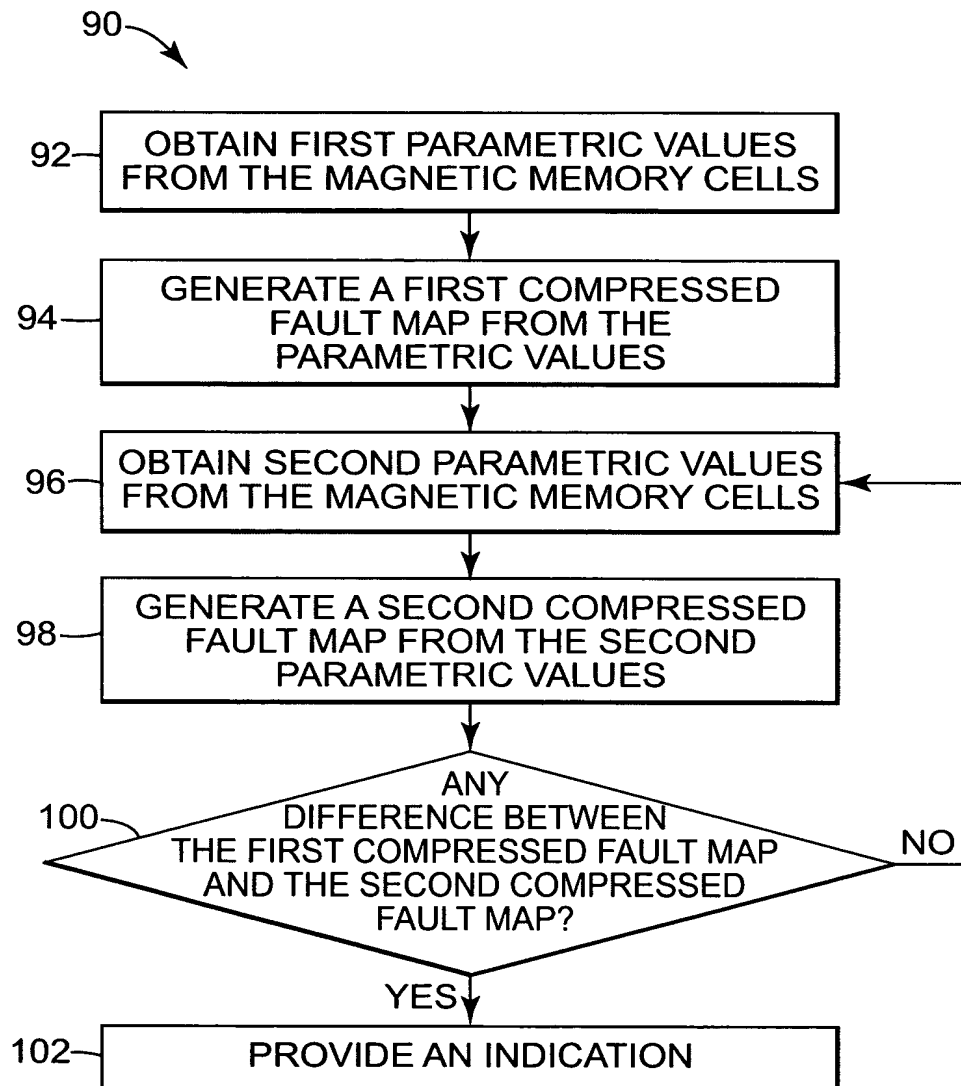 90
92
OBTAIN FIRST PARAMETRIC VALUES
FROM THE MAGNETIC MEMORY CELLS
94
GENERATE A FIRST COMPRESSED
FAULT MAP FROM THE
PARAMETRIC VALUES
96
OBTAIN SECOND PARAMETRIC VALUES
FROM THE MAGNETIC MEMORY CELLS
98
GENERATE A SECOND COMPRESSED
FAULT MAP FROM THE SECOND
PARAMETRIC VALUES
100
ANY
DIFFERENCE BETWEEN
THE FIRST COMPRESSED FAULT MAP
AND THE SECOND COMPRESSED
FAULT MAP?
NO
YES
102
PROVIDE AN INDICATION